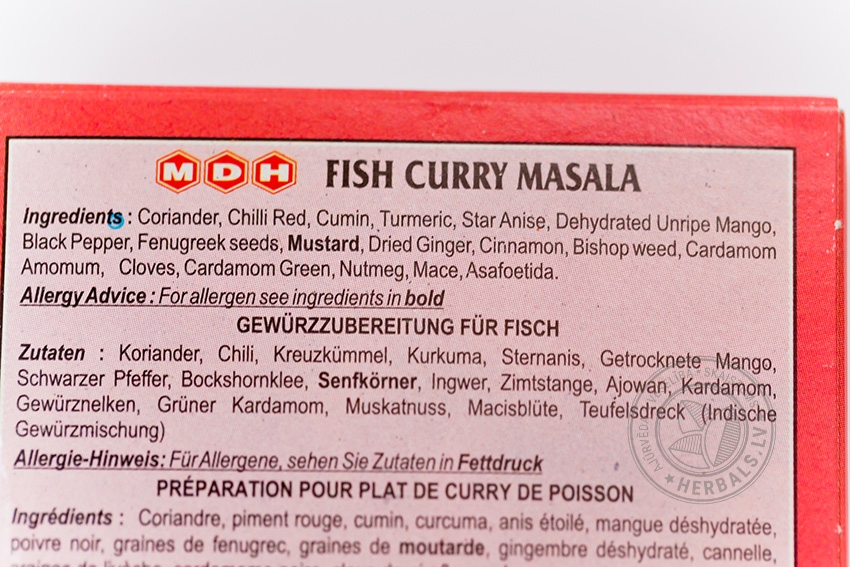 MDH FISH CURRY MASALA
Ingredients : Coriander, Chilli Red, Cumin, Turmeric, Star Anise, Dehydrated Unripe Mango,
Black Pepper, Fenugreek seeds, Mustard, Dried Ginger, Cinnamon, Bishop weed, Cardamom
Amomum, Cloves, Cardamom Green, Nutmeg, Mace, Asafoetida.
Allergy Advice : For allergen see ingredients in bold
GEWÜRZZUBEREITUNG FÜR FISCH
Zutaten : Koriander, Chili, Kreuzkümmel, Kurkuma, Sternanis, Getrocknete Mango,
Schwarzer Pfeffer, Bockshornklee, Senfkörner, Ingwer, Zimtstange, Ajowan, Kardamom,
Gewürznelken, Grüner Kardamom, Muskatnuss, Macisblüte, Teufelsdreck (Indische
Gewürzmischung)
Allergie-Hinweis: Für Allergene, sehen Sie Zutaten in Fettdruck
PRÉPARATION POUR PLAT DE CURRY DE POISSON
Ingrédients : Coriandre, piment rouge, cumin, curcuma, anis étoilé, mangue déshydratée,
poivre noir, graines de fenugrec, graines de moutarde, gingembre déshydraté, cannelle,
HERBALS.LV